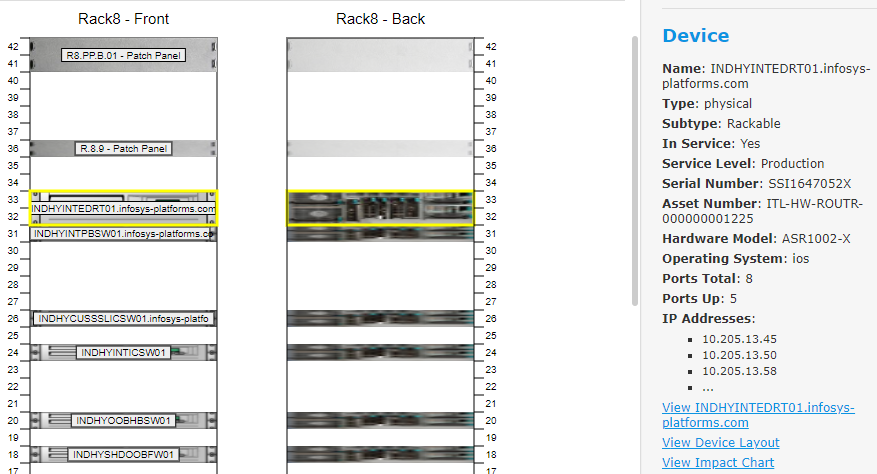 Rack8 - Front
Rack8 - Back
42
R8.PP.B.01 - Patch Panel
42
41
41
40
40
39
39
38
38
37
37
36
R.8.9 - Patch Panel
36
35
35
34
34
33
33
INDHYINTEDRT01.infosys-platforms.com
32
32
31
INDHYINTPBSW01.infosys-platforms.co
31
30
30
29
29
28
28
27
27
26
INDHYCUSSSLICSW01.infosys-platfo
26
25
25
24
INDHYINTICSW01
24
23
23
22
22
21
21
20
INDHYOOBHBSW01
20
19
19
18
INDHYSHDOOBFW01
18
17
17
Device
Name: INDHYINTEDRT01.infosys-
platforms.com
Type: physical
Subtype: Rackable
In Service: Yes
Service Level: Production
Serial Number: SSI1647052X
Asset Number: ITL-HW-ROUTR-
000000001225
Hardware Model: ASR1002-X
Operating System: ios
Ports Total: 8
Ports Up: 5
IP Addresses:
10.205.13.45
10.205.13.50
10.205.13.58
...
View INDHYINTEDRT01.infosys-
platforms.com
View Device Layout
View Impact Chart